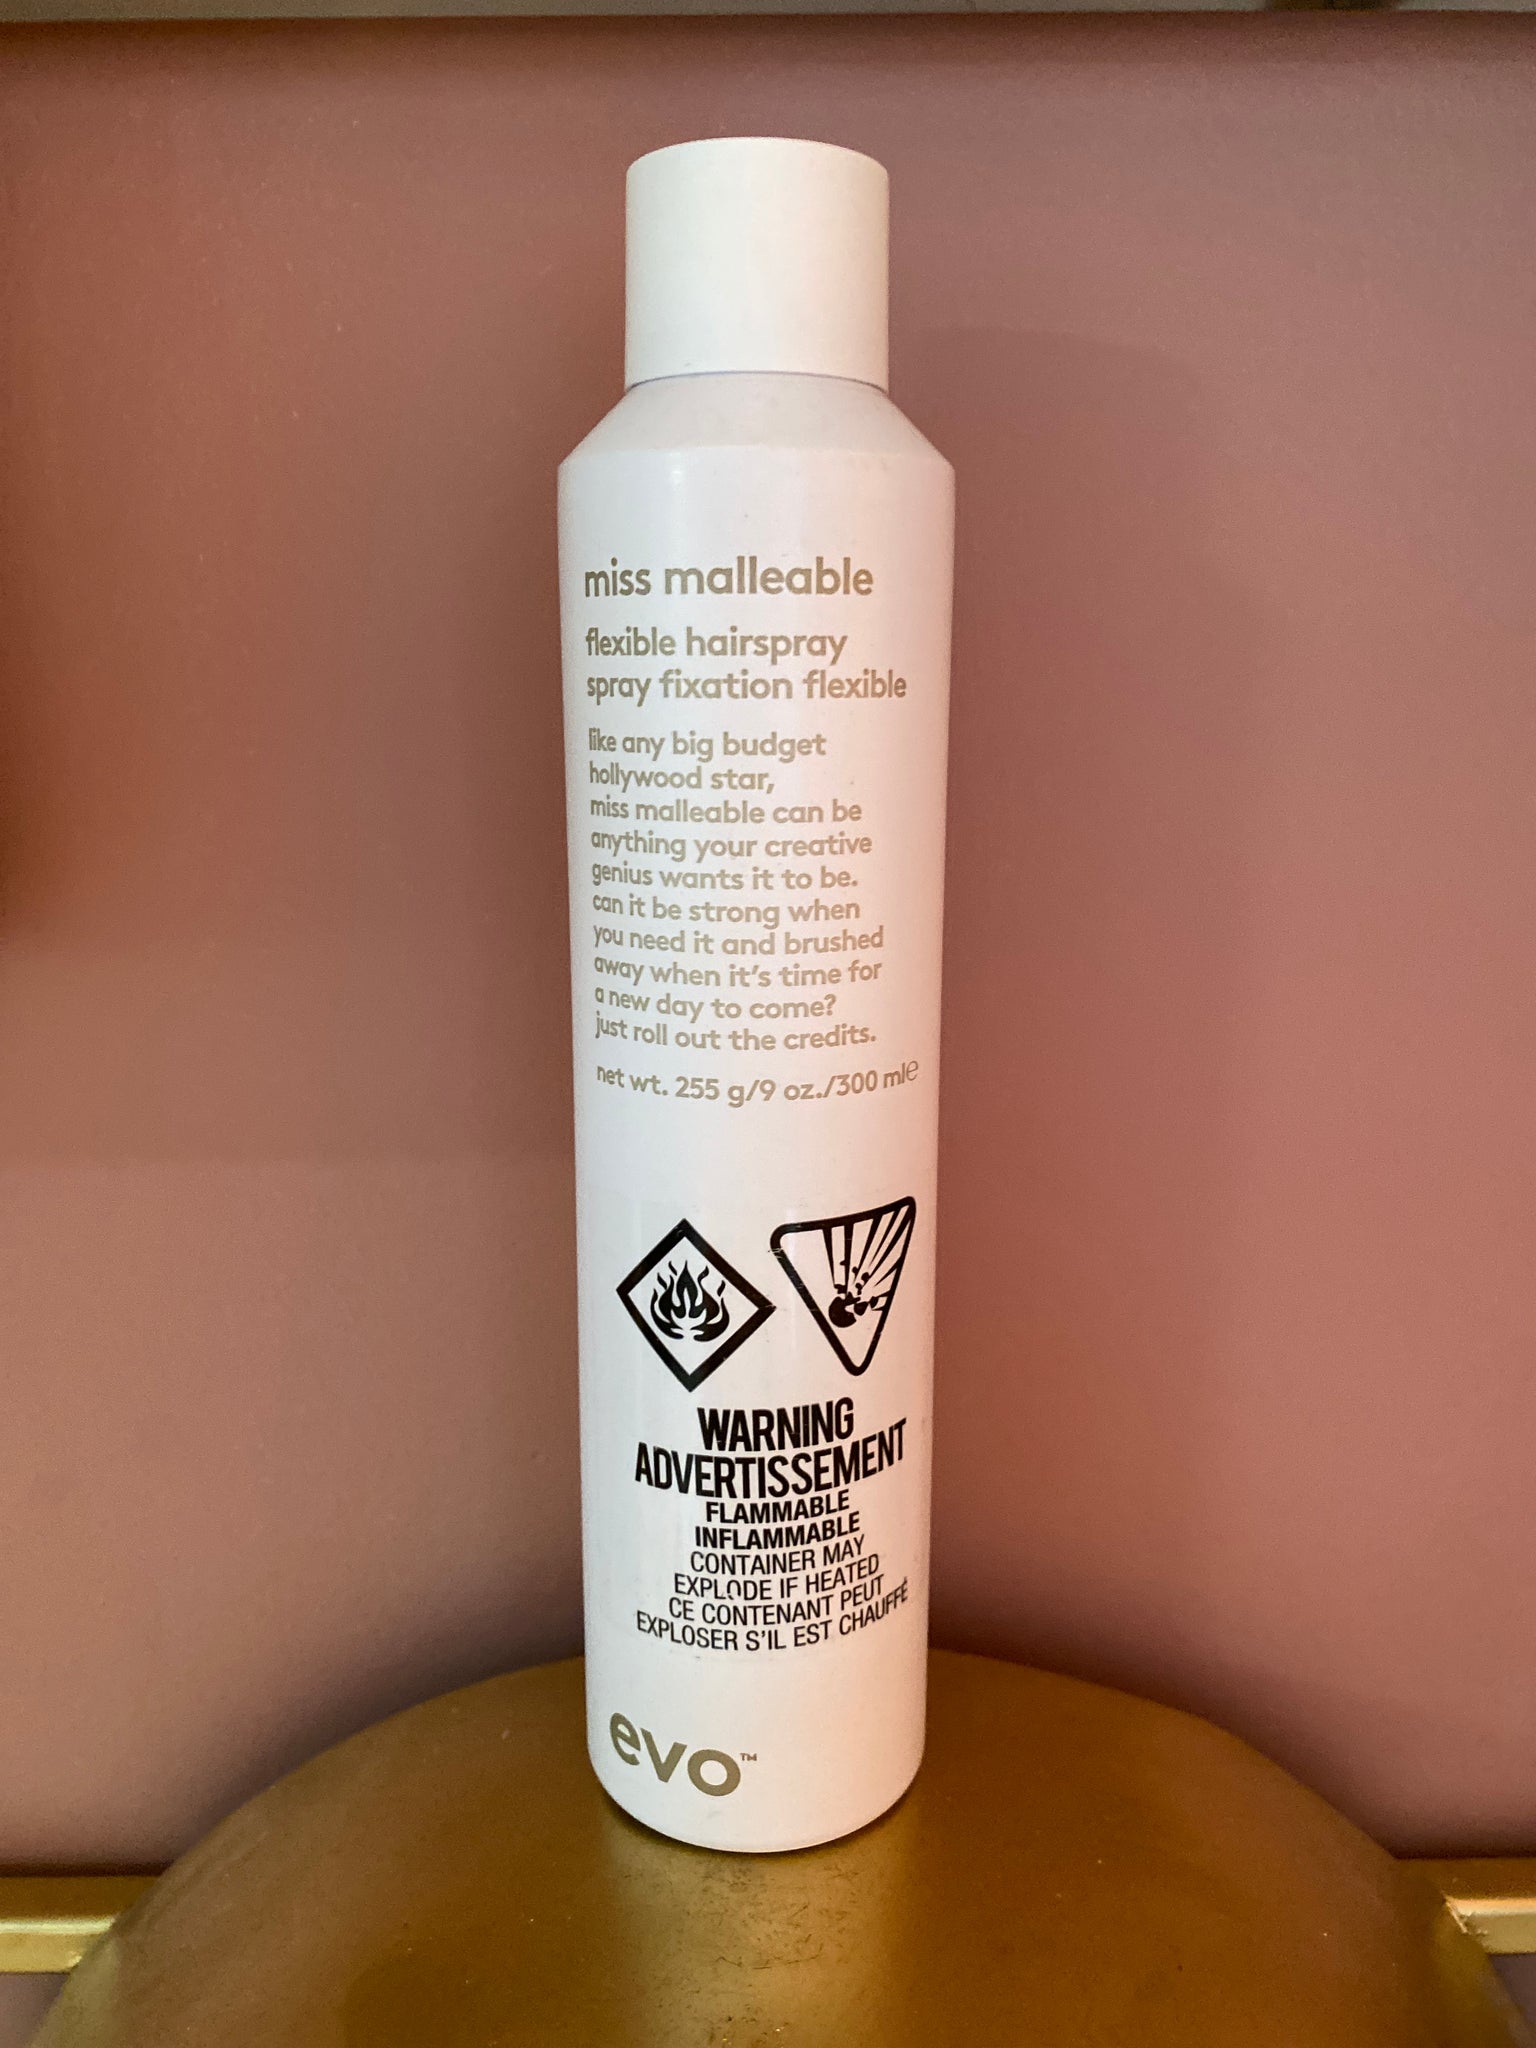 miss malleable
flexible hairspray
spray fixation flexible
like any big budget
hollywood star,
miss malleable can be
anything your creative
genius wants it to be.
can it be strong when
you need it and brushed
away when it's time for
a new day to come?
just roll out the credits.
net wt. 255 g/9 oz./300 mle
WARNING
ADVERTISSEMENT
FLAMMABLE
INFLAMMABLE
CONTAINER MAY
EXPLODE IF HEATED
CE CONTENANT PEUT
EXPLOSER S'IL EST CHAUFFÉ
evo™